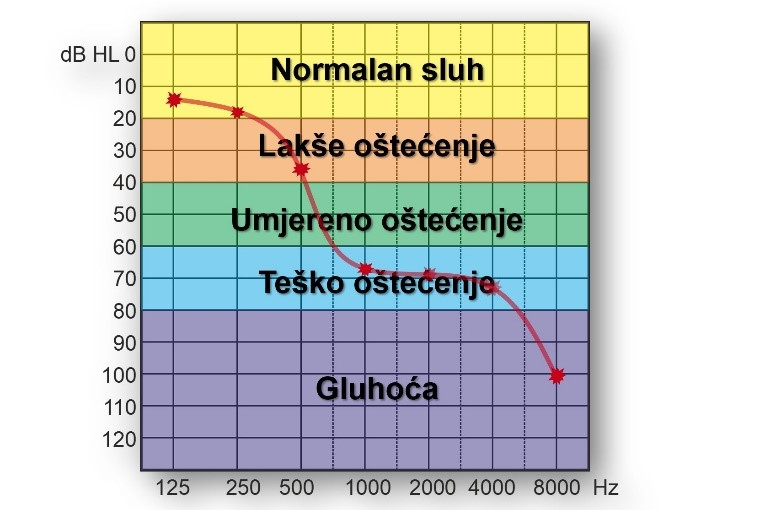 dB HL 0
Normalan sluh
10
20
Lakše oštećenje
30
40
50
Umjereno oštećenje
60
70
Teško oštećenje
80
90
100
Gluhoća
110
120
125 250 500 1000 2000 4000 8000 Hz